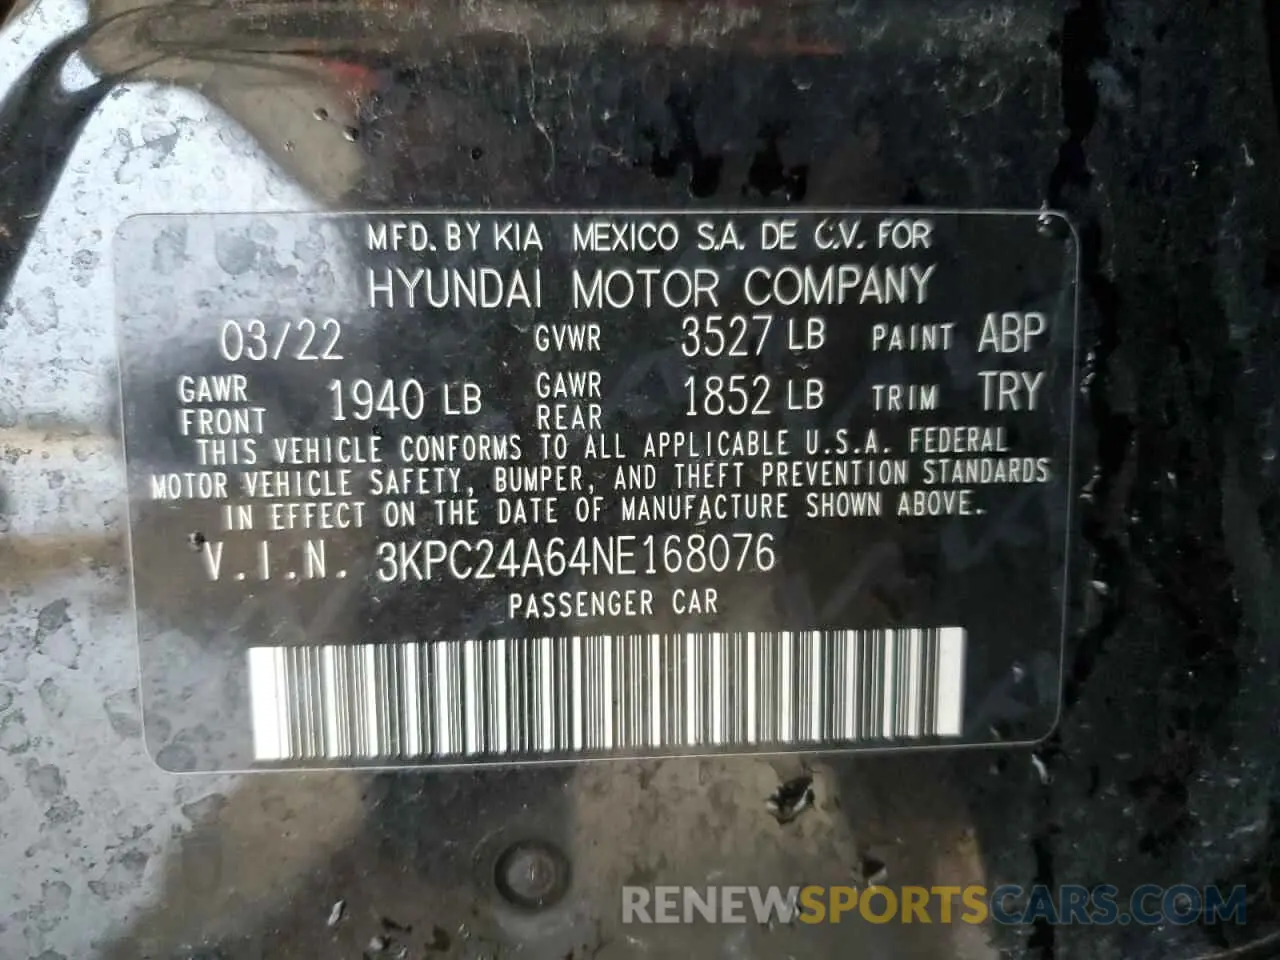 MFD. BY KIA MEXICO S.A. DE C.V. FOR
HYUNDAI MOTOR COMPANY
03/22 GVWR 3527 LB PAINT ABP
GAWR FRONT 1940 LB GAWR REAR 1852 LB TRIM TRY
THIS VEHICLE CONFORMS TO ALL APPLICABLE U.S.A. FEDERAL
MOTOR VEHICLE SAFETY, BUMPER, AND THEFT PREVENTION STANDARDS
IN EFFECT ON THE DATE OF MANUFACTURE SHOWN ABOVE.
V.I.N. 3KPC24A64NE168076
PASSENGER CAR
RENEWSPORTSCARS.COM